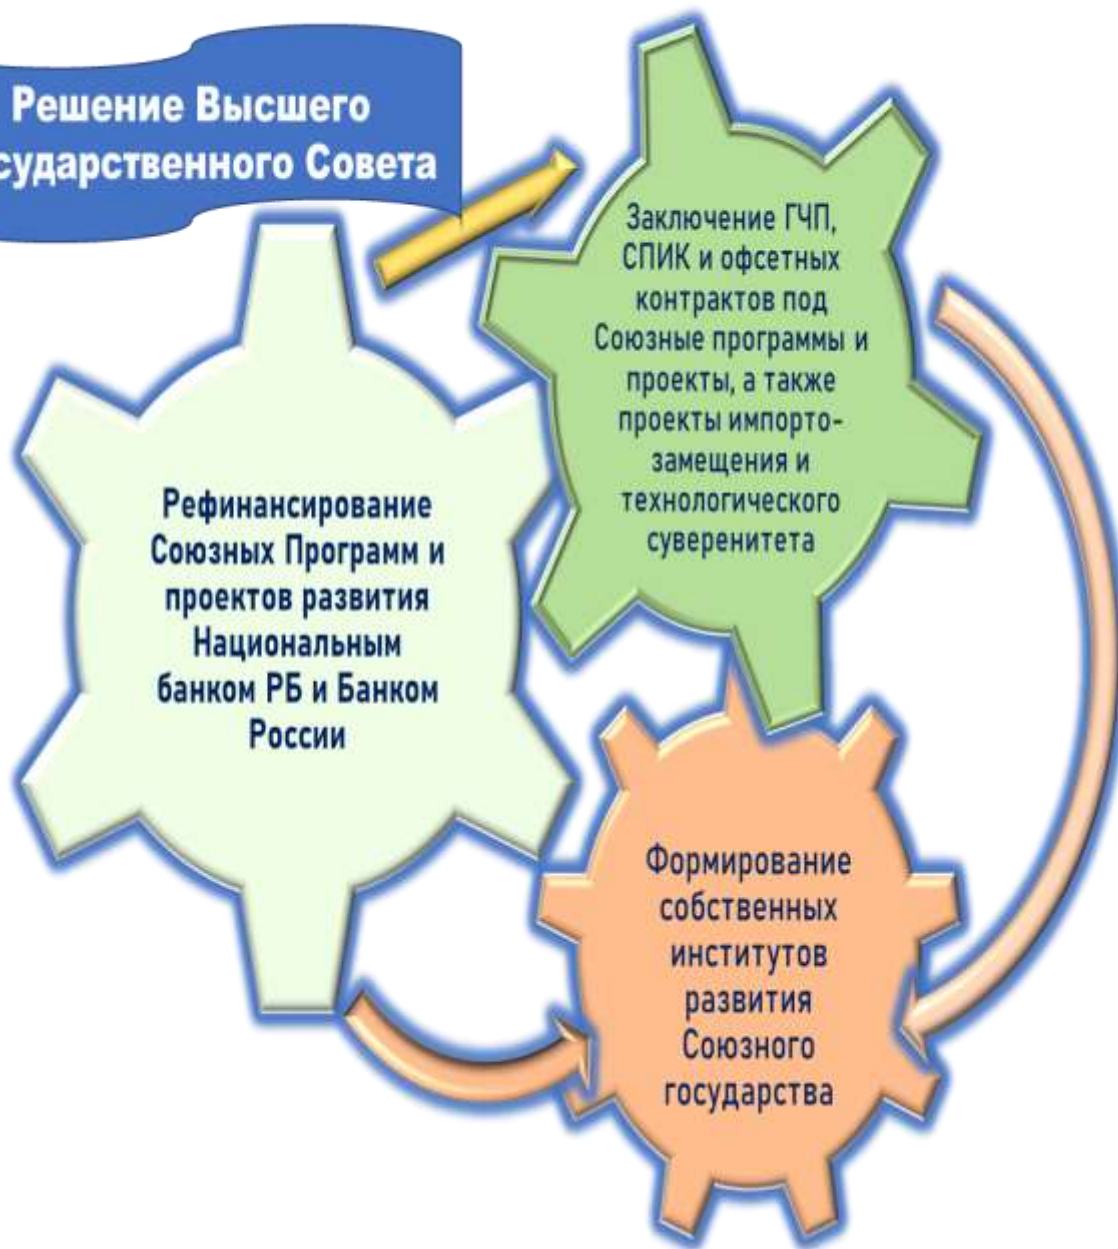 Решение Высшего
сударственного Совета
Заключение ГЧП,
СПИК и офсетных
контрактов под
Союзные программы и
проекты, а также
проекты импорто-
замещения и
технологического
суверенитета
Рефинансирование
Союзных Программ и
проектов развития
Национальным
банком РБ и Банком
России
Формирование
собственных
институтов
развития
Союзного
государства